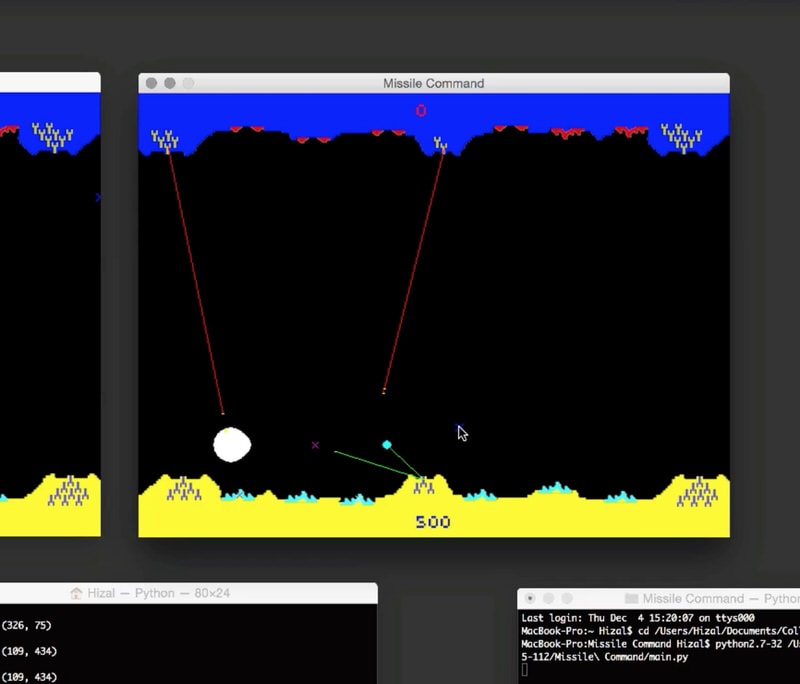 Missile Command
0
500
Hizal — Python — 80×24
(326, 75)
(109, 434)
(109, 434)
Missile Command — Pytho
Last login: Thu Dec  4 15:20:07 on ttys000
MacBook-Pro:~ Hizal$ cd /Users/Hizal/Documents/Col
MacBook-Pro:Missile Command Hizal$ python2.7-32 /U
5-112/Missile\ Command/main.py